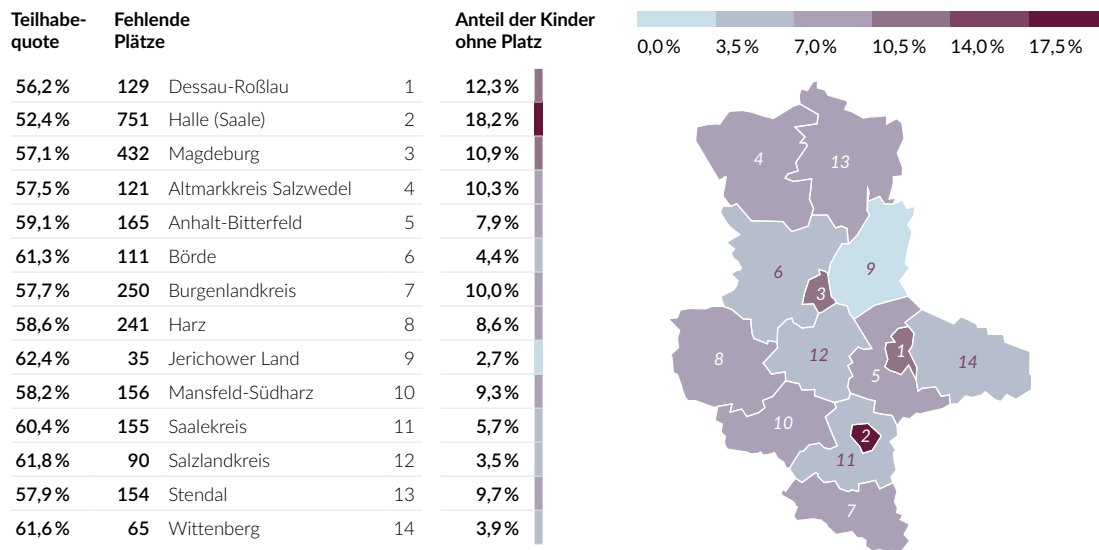 Teilhabe-quote Fehlende Plätze Anteil der Kinder ohne Platz
56,2 % 129 Dessau-Roßlau 1 12,3 %
52,4 % 751 Halle (Saale) 2 18,2 %
57,1 % 432 Magdeburg 3 10,9 %
57,5 % 121 Altmarkkreis Salzwedel 4 10,3 %
59,1 % 165 Anhalt-Bitterfeld 5 7,9 %
61,3 % 111 Börde 6 4,4 %
57,7 % 250 Burgenlandkreis 7 10,0 %
58,6 % 241 Harz 8 8,6 %
62,4 % 35 Jerichower Land 9 2,7 %
58,2 % 156 Mansfeld-Südharz 10 9,3 %
60,4 % 155 Saalekreis 11 5,7 %
61,8 % 90 Salzlandkreis 12 3,5 %
57,9 % 154 Stendal 13 9,7 %
61,6 % 65 Wittenberg 14 3,9 %
0,0 % 3,5 % 7,0 % 10,5 % 14,0 % 17,5 %
4 13
6 9
3
8 12 1 14
5
10
2
11
7